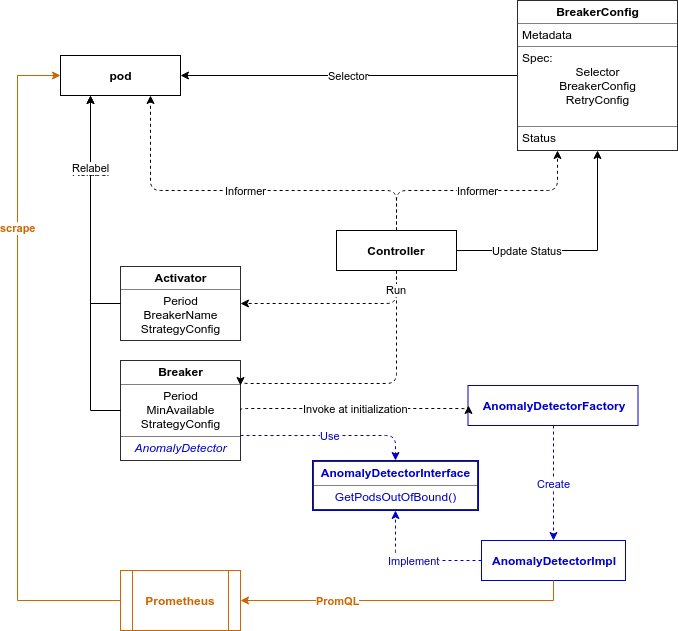 BreakerConfig
Metadata
Spec:
Selector
BreakerConfig
RetryConfig
Status
pod
Selector
Relabel
Informer
Informer
scrape
Controller
Update Status
Run
Activator
Period
BreakerName
StrategyConfig
Breaker
Period
MinAvailable
StrategyConfig
AnomalyDetector
Invoke at initialization
AnomalyDetectorFactory
Use
AnomalyDetectorInterface
GetPodsOutOfBound()
Create
Implement
AnomalyDetectorImpl
Prometheus
PromQL